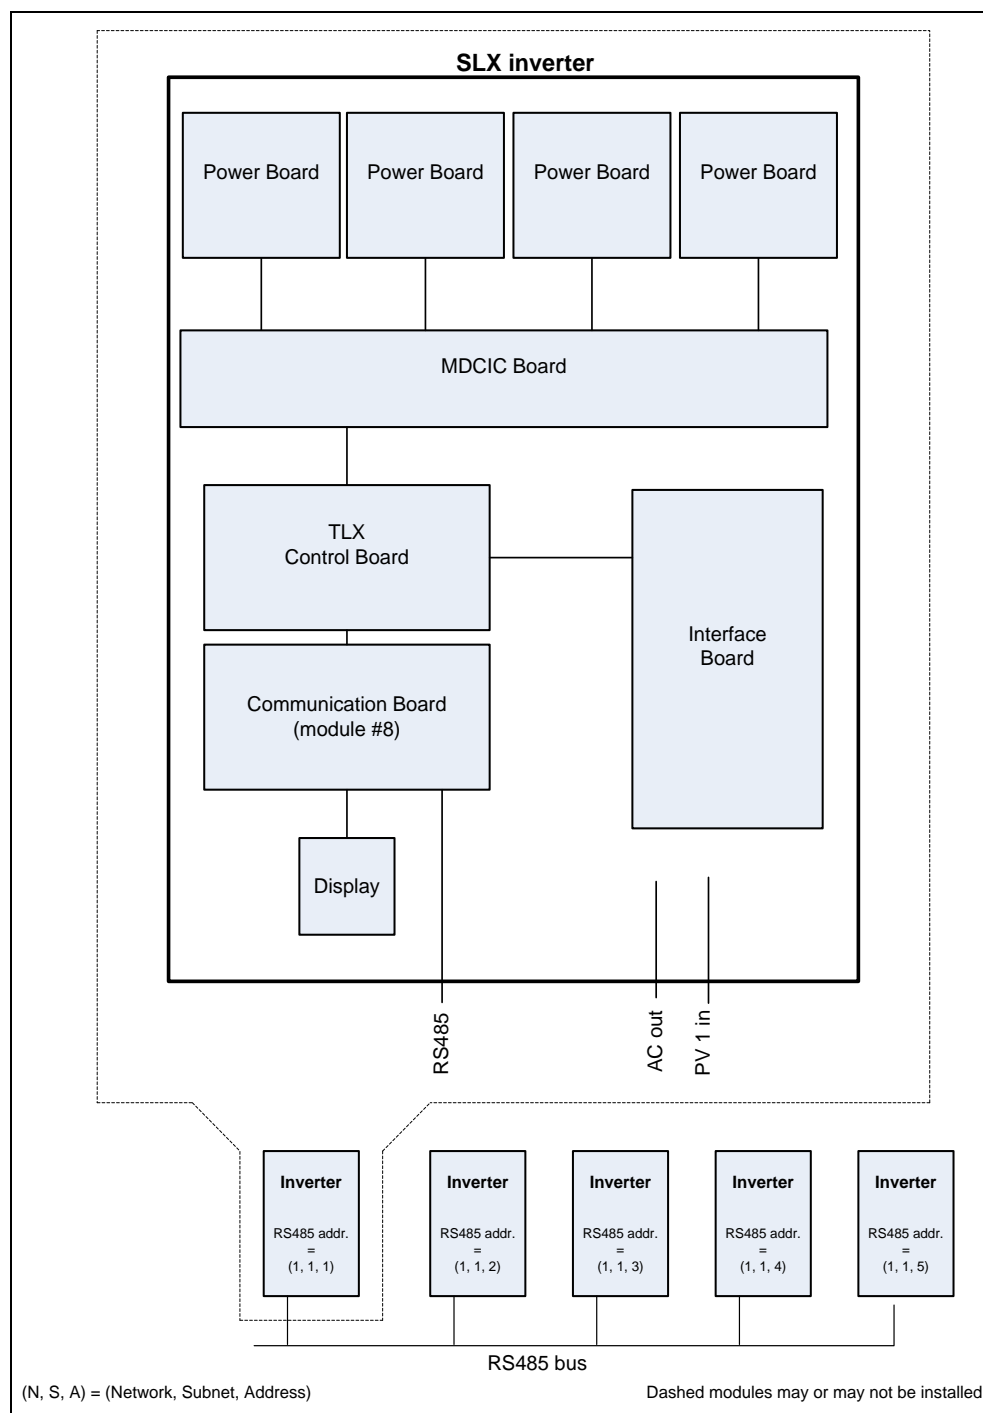 SLX inverter
Power Board
Power Board
Power Board
Power Board
MDCIC Board
TLX
Control Board
Interface
Board
Communication Board
(module #8)
Display
RS485
AC out
PV 1 in
Inverter
RS485 addr.
=
(1, 1, 1)
Inverter
RS485 addr.
=
(1, 1, 2)
Inverter
RS485 addr.
=
(1, 1, 3)
Inverter
RS485 addr.
=
(1, 1, 4)
Inverter
RS485 addr.
=
(1, 1, 5)
RS485 bus
(N, S, A) = (Network, Subnet, Address)
Dashed modules may or may not be installed